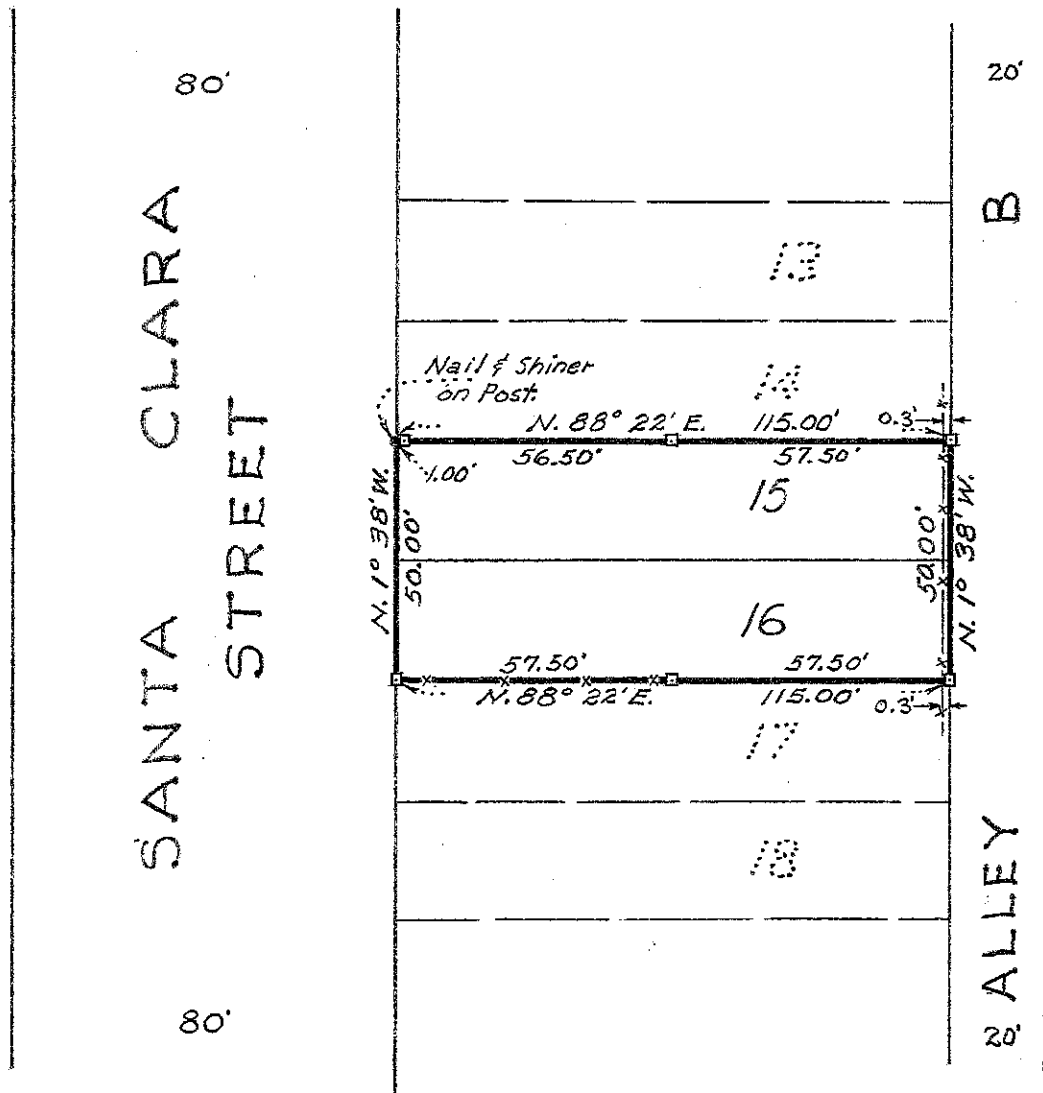 80'
20'
SANTA CLARA
STREET
B
13
Nail & Shiner
on Post.
14
N. 88° 22' E. 115.00'
0.3'
56.50' 57.50'
1.00'
15
N. 1° 38' W.
50.00'
50.00'
N. 1° 38' W.
16
57.50' 57.50'
N. 88° 22' E. 115.00'
0.3'
17
18
ALLEY
80'
20'